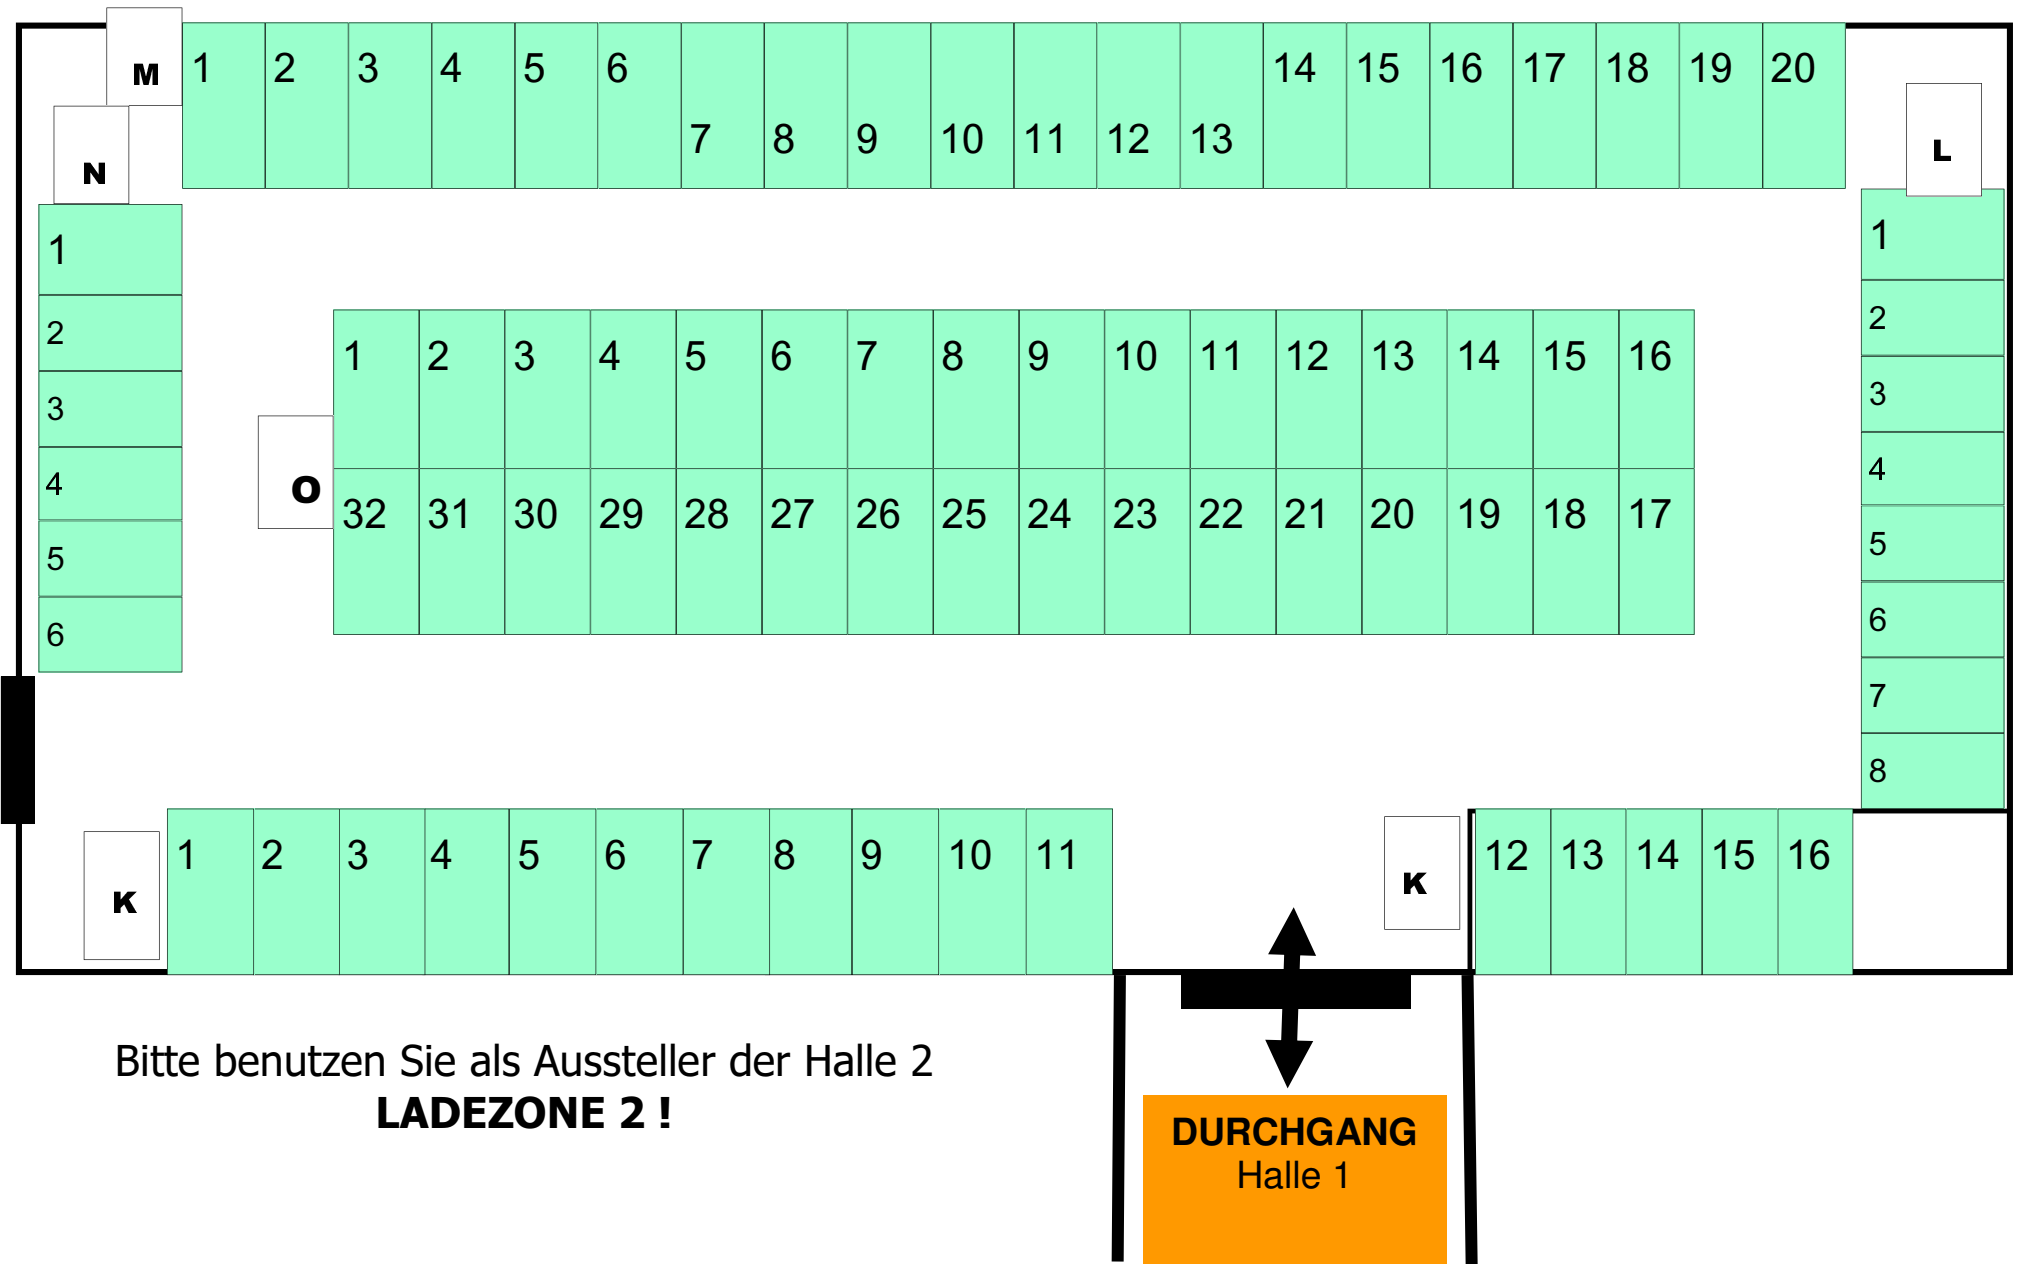 M
1 2 3 4 5 6 14 15 16 17 18 19 20
7 8 9 10 11 12 13
N
L
1
2
3
4
5
6
1 2 3 4 5 6 7 8 9 10 11 12 13 14 15 16
O
32 31 30 29 28 27 26 25 24 23 22 21 20 19 18 17
1
2
3
4
5
6
7
8
K
1 2 3 4 5 6 7 8 9 10 11
K
12 13 14 15 16
Bitte benutzen Sie als Aussteller der Halle 2
LADEZONE 2 !
DURCHGANG
Halle 1